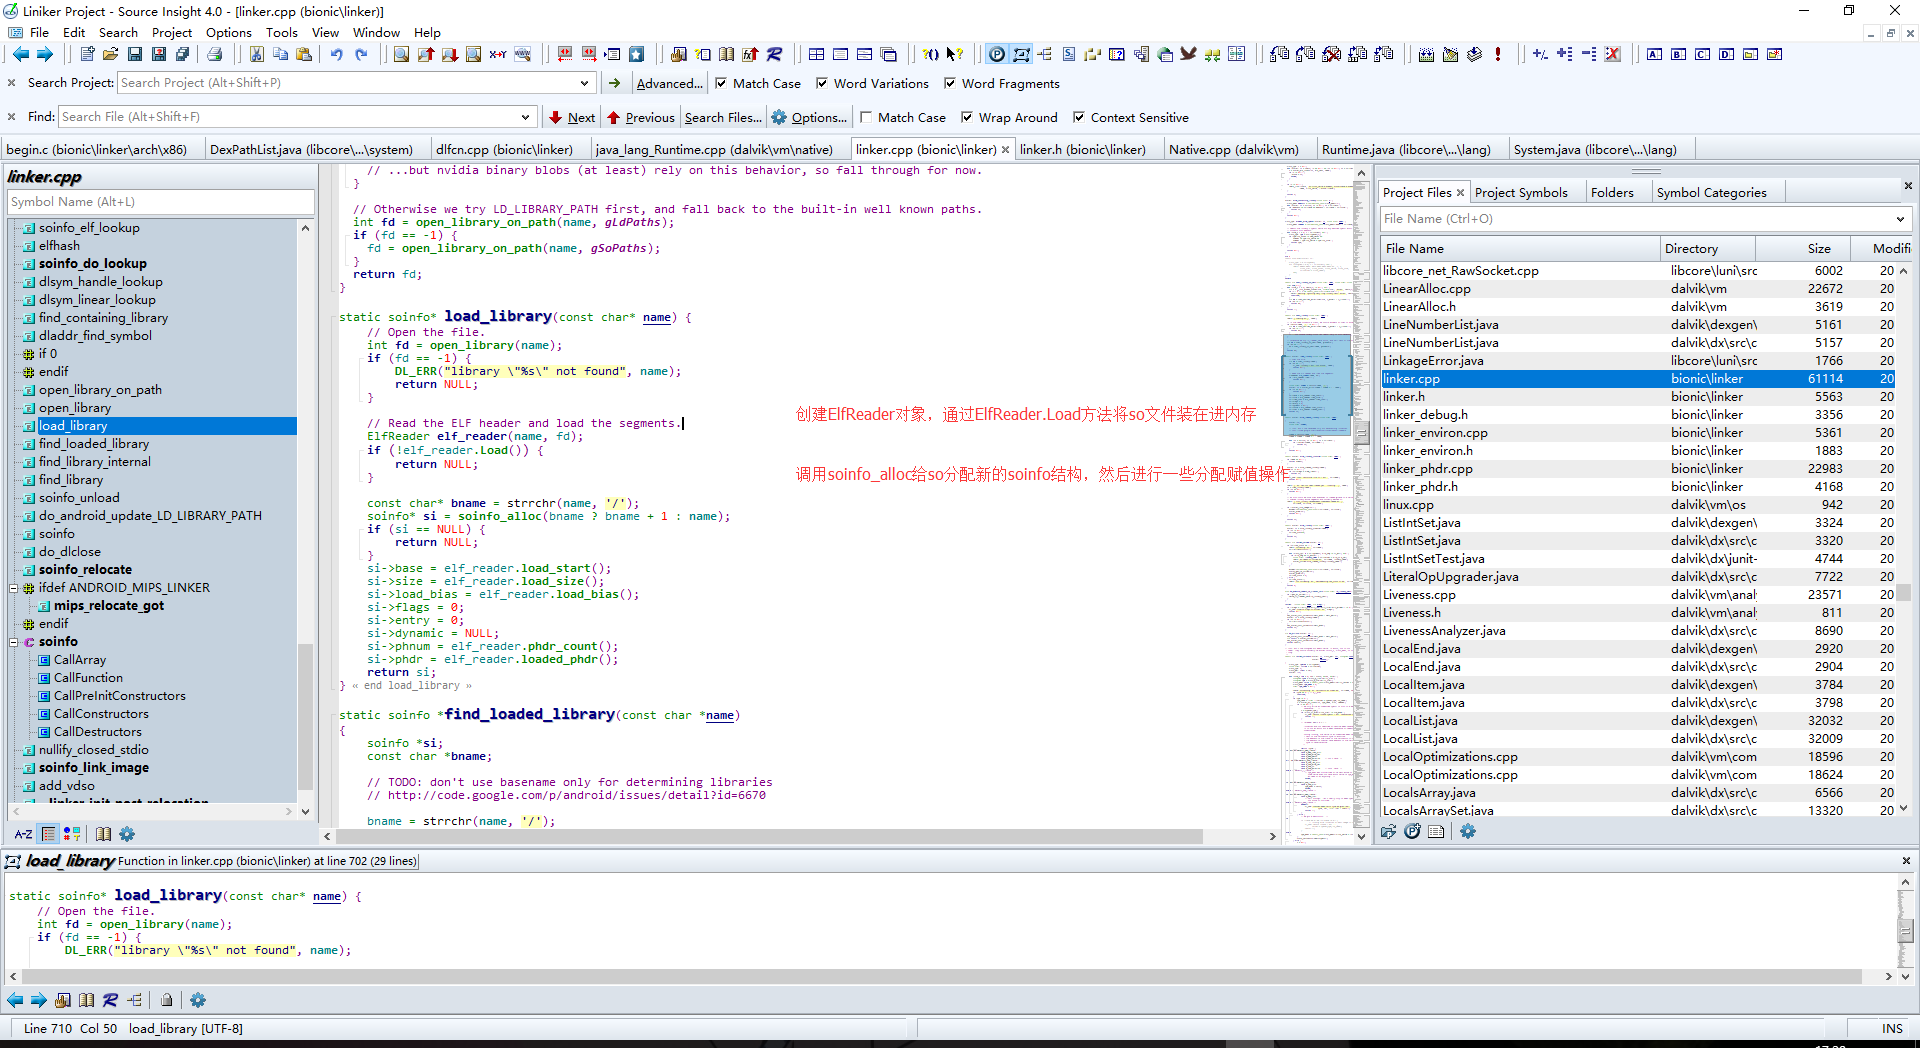 Liniker Project - Source Insight 4.0 - [linker.cpp (bionic\linker)]
File Edit Search Project Options Tools View Window Help
Search Project: Search Project (Alt+Shift+P) Advanced... Match Case Word Variations Word Fragments
Find: Search File (Alt+Shift+F) Next Previous Search Files... Options... Match Case Wrap Around Context Sensitive
begin.c (bionic\linker\arch\x86) DexPathList.java (libcore\...\system) dlfcn.cpp (bionic\linker) java_lang_Runtime.cpp (dalvik\vm\native) linker.cpp (bionic\linker) linker.h (bionic\linker) Native.cpp (dalvik\vm) Runtime.java (libcore\...\lang) System.java (libcore\...\lang)
linker.cpp
Symbol Name (Alt+L)
soinfo_elf_lookup
elfhash
soinfo_do_lookup
dlsym_handle_lookup
dlsym_linear_lookup
find_containing_library
dladdr_find_symbol
if 0
endif
open_library_on_path
open_library
load_library
find_loaded_library
find_library_internal
find_library
soinfo_unload
do_android_update_LD_LIBRARY_PATH
soinfo
do_dlclose
soinfo_relocate
ifdef ANDROID_MIPS_LINKER
mips_relocate_got
endif
soinfo
CallArray
CallFunction
CallPreInitConstructors
CallConstructors
CallDestructors
nullify_closed_stdio
soinfo_link_image
add_vdso
A-Z
// ...but nvidia binary blobs (at least) rely on this behavior, so fall through for now.
}
// Otherwise we try LD_LIBRARY_PATH first, and fall back to the built-in well known paths.
int fd = open_library_on_path(name, gLdPaths);
if (fd == -1) {
fd = open_library_on_path(name, gSoPaths);
}
return fd;
}
static soinfo* load_library(const char* name) {
// Open the file.
int fd = open_library(name);
if (fd == -1) {
DL_ERR("library \"%s\" not found", name);
return NULL;
}
// Read the ELF header and load the segments.
ElfReader elf_reader(name, fd);
if (!elf_reader.Load()) {
return NULL;
}
const char* bname = strrchr(name, '/');
soinfo* si = soinfo_alloc(bname ? bname + 1 : name);
if (si == NULL) {
return NULL;
}
si->base = elf_reader.load_start();
si->size = elf_reader.load_size();
si->load_bias = elf_reader.load_bias();
si->flags = 0;
si->entry = 0;
si->dynamic = NULL;
si->phnum = elf_reader.phdr_count();
si->phdr = elf_reader.loaded_phdr();
return si;
} « end load_library »
static soinfo *find_loaded_library(const char *name)
{
soinfo *si;
const char *bname;
// TODO: don't use basename only for determining libraries
// http://code.google.com/p/android/issues/detail?id=6670
bname = strrchr(name, '/');
创建ElfReader对象，通过ElfReader.Load方法将so文件装在进内存
调用soinfo_alloc给so分配新的soinfo结构，然后进行一些分配赋值操作
Project Files Project Symbols Folders Symbol Categories
File Name (Ctrl+O)
File Name Directory Size Modifi
libcore_net_RawSocket.cpp libcore\luni\src 6002 20
LinearAlloc.cpp dalvik\vm 22672 20
LinearAlloc.h dalvik\vm 3619 20
LineNumberList.java dalvik\dexgen\ 5161 20
LineNumberList.java dalvik\dx\src\c 5157 20
LinkageError.java libcore\luni\src 1766 20
linker.cpp bionic\linker 61114 20
linker.h bionic\linker 5563 20
linker_debug.h bionic\linker 3356 20
linker_environ.cpp bionic\linker 5361 20
linker_environ.h bionic\linker 1883 20
linker_phdr.cpp bionic\linker 22983 20
linker_phdr.h bionic\linker 4168 20
linux.cpp dalvik\vm\os 942 20
ListIntSet.java dalvik\dexgen\ 3324 20
ListIntSet.java dalvik\dx\src\c 3320 20
ListIntSetTest.java dalvik\dx\junit- 4744 20
LiteralOpUpgrader.java dalvik\dx\src\c 7722 20
Liveness.cpp dalvik\vm\anal 23571 20
Liveness.h dalvik\vm\anal 811 20
LivenessAnalyzer.java dalvik\dx\src\c 8690 20
LocalEnd.java dalvik\dexgen\ 2920 20
LocalEnd.java dalvik\dx\src\c 2904 20
LocalItem.java dalvik\dexgen\ 3784 20
LocalItem.java dalvik\dx\src\c 3798 20
LocalList.java dalvik\dexgen\ 32032 20
LocalList.java dalvik\dx\src\c 32009 20
LocalOptimizations.cpp dalvik\vm\com 18596 20
LocalOptimizations.cpp dalvik\vm\com 18624 20
LocalsArray.java dalvik\dx\src\c 6566 20
LocalsArraySet.java dalvik\dx\src\c 13320 20
load_library Function in linker.cpp (bionic\linker) at line 702 (29 lines)
static soinfo* load_library(const char* name) {
// Open the file.
int fd = open_library(name);
if (fd == -1) {
DL_ERR("library \"%s\" not found", name);
Line 710 Col 50 load_library [UTF-8] INS